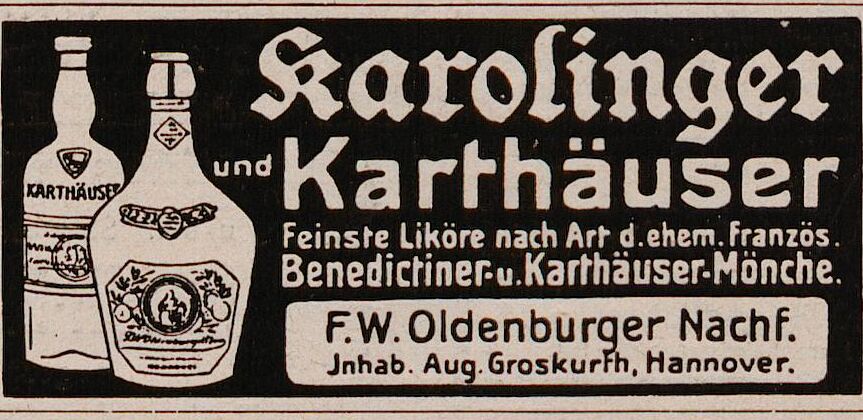 Karolinger
und Karthäuser
Feinste Liköre nach Art d. ehem. französ.
Benedictiner- u. Karthäuser-Mönche.
F. W. Oldenburger Nachf.
Jnhab. Aug. Groskurth, Hannover.
KARTHÄUSER